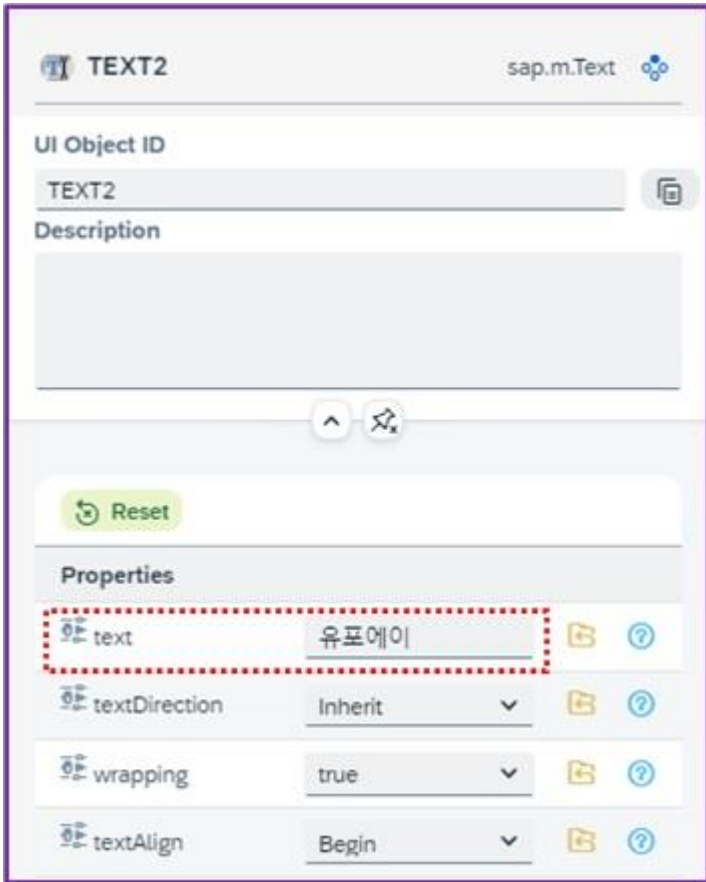 TEXT2 sap.m.Text
UI Object ID
TEXT2
Description
Reset
Properties
text 유포에이
textDirection Inherit
wrapping true
textAlign Begin